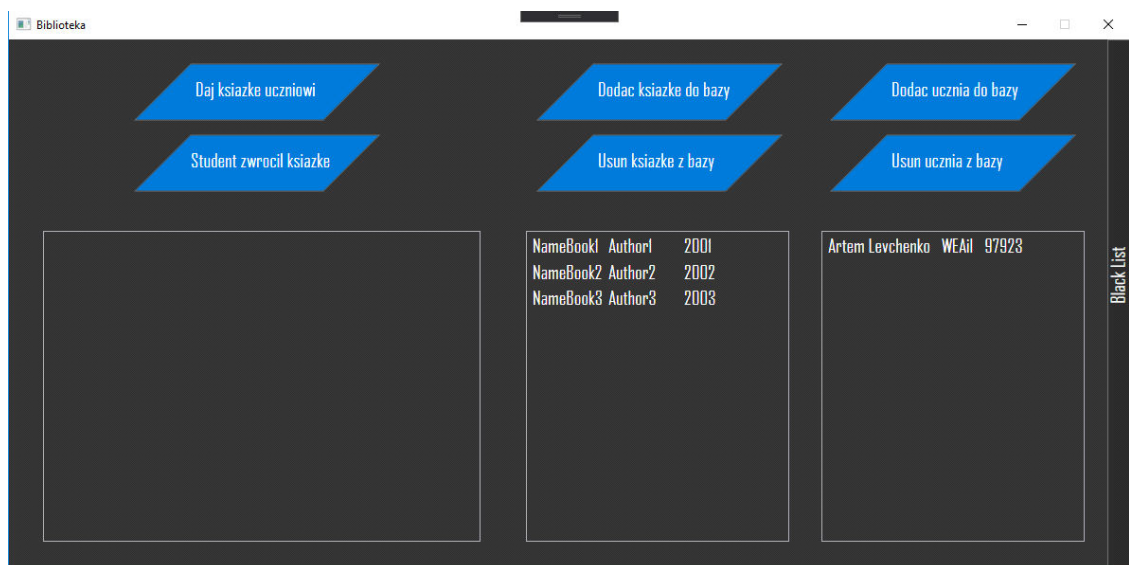 Biblioteka
Daj ksiazke uczniowi
Dodac ksiazke do bazy
Dodac ucznia do bazy
Student zwrocil ksiazke
Usun ksiazke z bazy
Usun ucznia z bazy
NameBook1 Author1 2001
NameBook2 Author2 2002
NameBook3 Author3 2003
Artem Levchenko WEAiI 97923
Black List